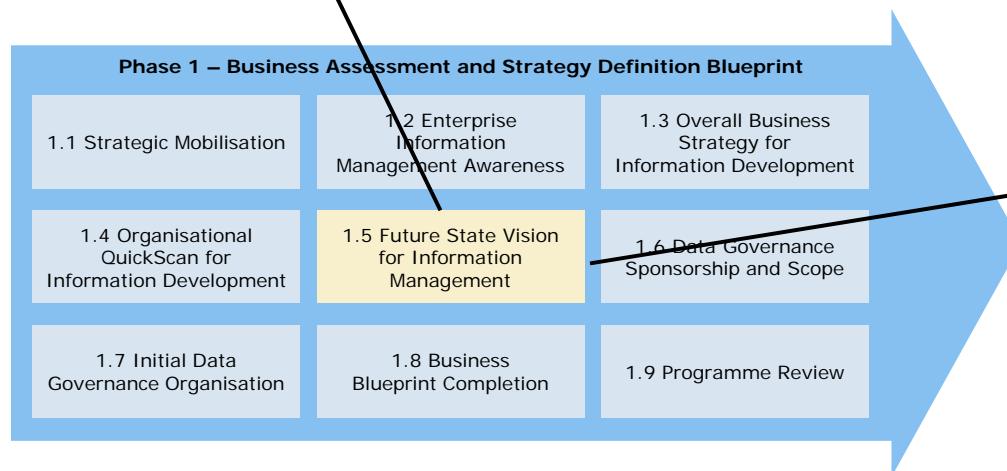 Phase 1 – Business Assessment and Strategy Definition Blueprint
1.1 Strategic Mobilisation
1.2 Enterprise
Information
Management Awareness
1.3 Overall Business
Strategy for
Information Development
1.4 Organisational
QuickScan for
Information Development
1.5 Future State Vision
for Information
Management
1.6 Data Governance
Sponsorship and Scope
1.7 Initial Data
Governance Organisation
1.8 Business
Blueprint Completion
1.9 Programme Review